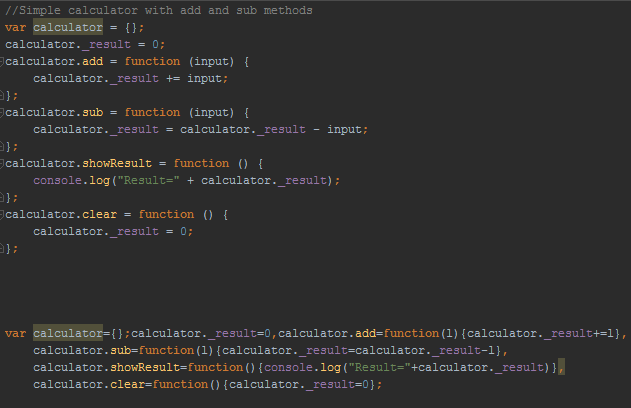 //Simple calculator with add and sub methods
var calculator = {};
calculator._result = 0;
calculator.add = function (input) {
    calculator._result += input;
};
calculator.sub = function (input) {
    calculator._result = calculator._result - input;
};
calculator.showResult = function () {
    console.log("Result=" + calculator._result);
};
calculator.clear = function () {
    calculator._result = 0;
};
var calculator={};calculator._result=0,calculator.add=function(l){calculator._result+=l},
    calculator.sub=function(l){calculator._result=calculator._result-l},
    calculator.showResult=function(){console.log("Result="+calculator._result)},
    calculator.clear=function(){calculator._result=0};